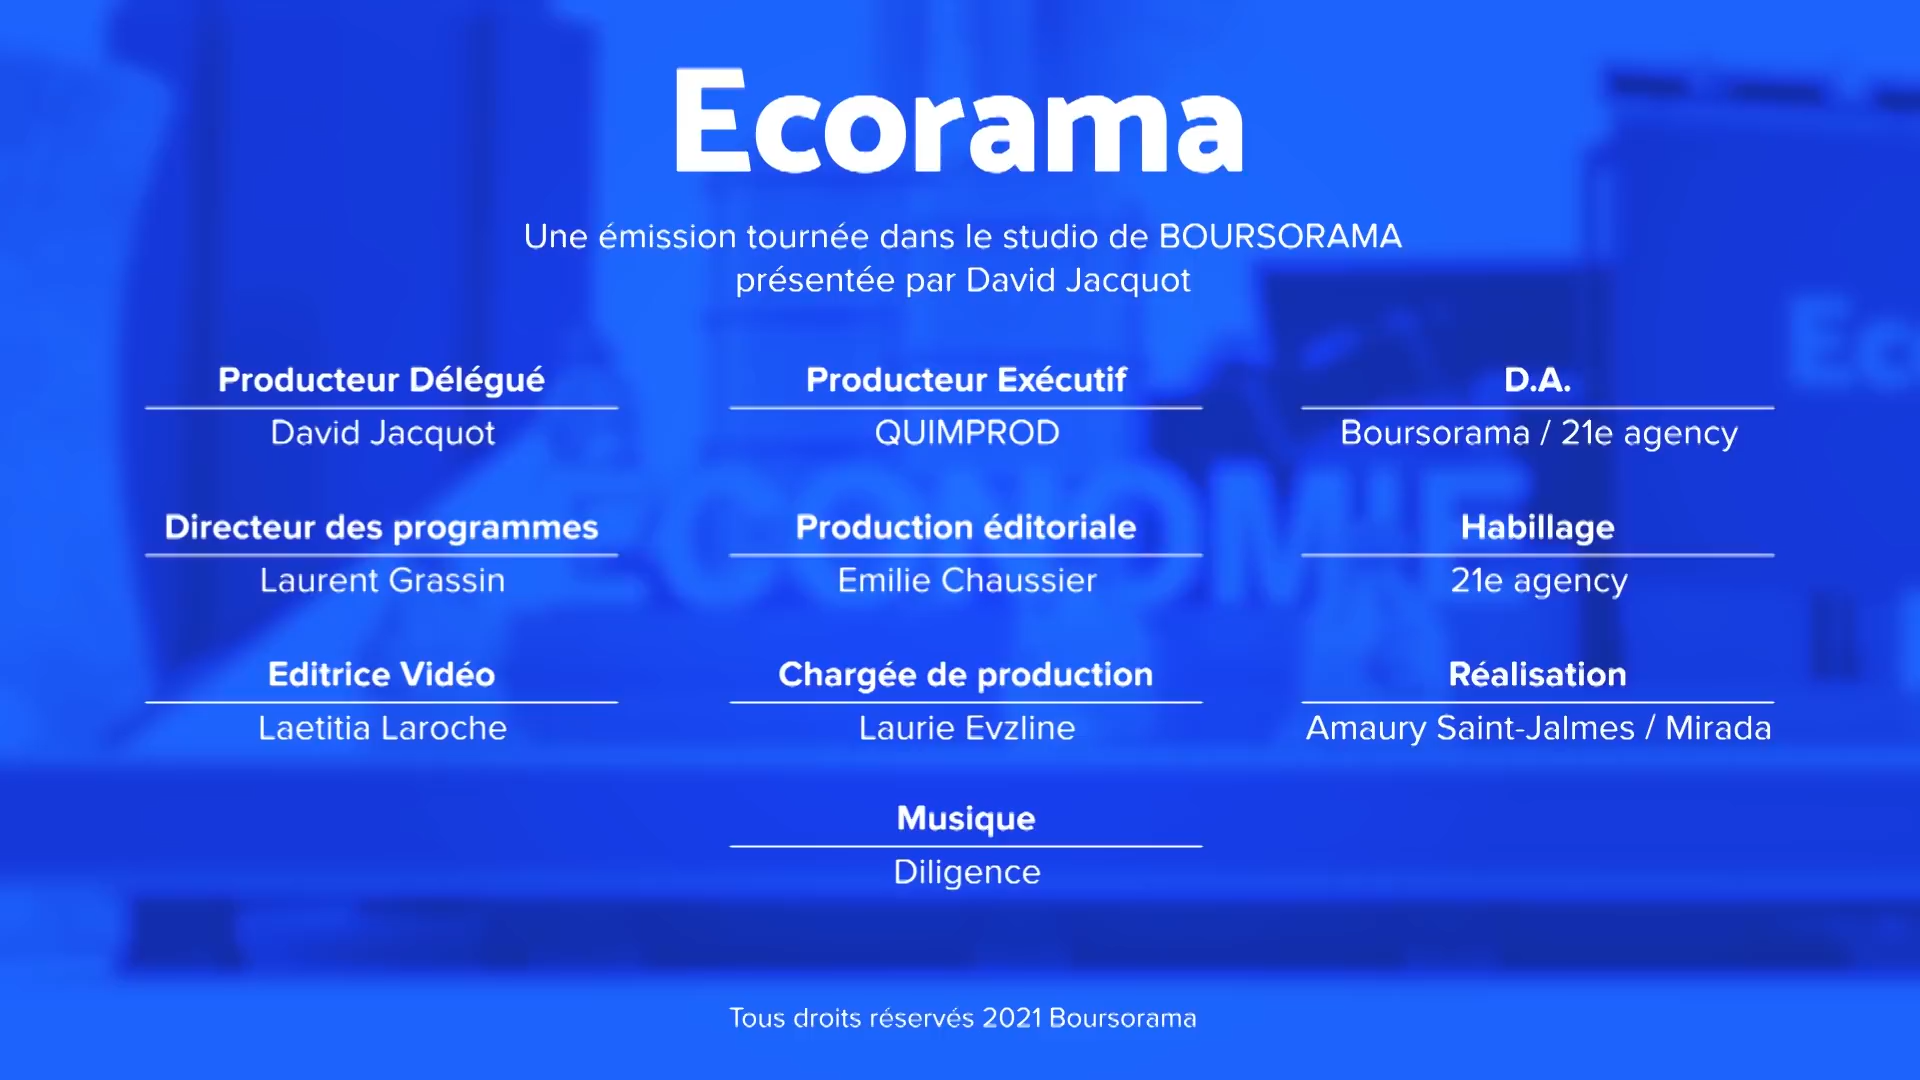 Ecorama
Une émission tournée dans le studio de BOURSORAMA
présentée par David Jacquot
Producteur Délégué
David Jacquot
Producteur Exécutif
QUIMPROD
D.A.
Boursorama / 21e agency
Directeur des programmes
Laurent Grassin
Production éditoriale
Emilie Chaussier
Habillage
21e agency
Editrice Vidéo
Laetitia Laroche
Chargée de production
Laurie Evzline
Réalisation
Amaury Saint-Jalmes / Mirada
Musique
Diligence
Tous droits réservés 2021 Boursorama
ECONOMIE
Eco